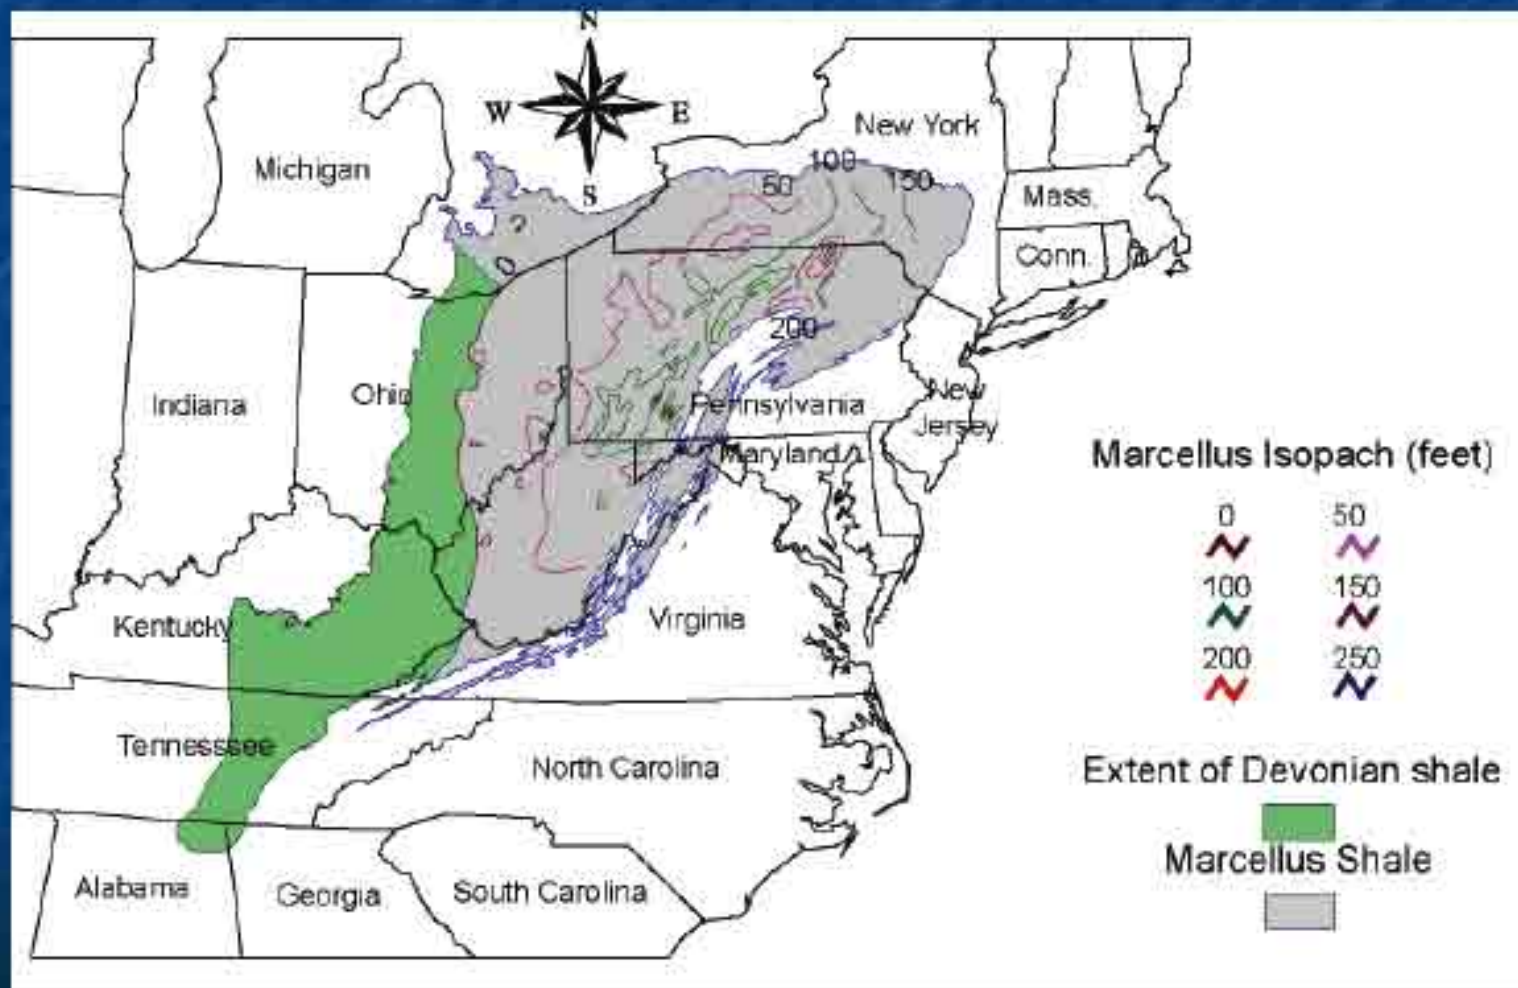 N
W E
S
Michigan
New York
100
50
150
Mass.
?
Conn.
0
200
Indiana
Ohio
Pennsylvania
New
Jersey
Maryland
Kentucky
Virginia
Tennesssee
North Carolina
Alabama
Georgia
South Carolina
Marcellus Isopach (feet)
0 50
100 150
200 250
Extent of Devonian shale
Marcellus Shale